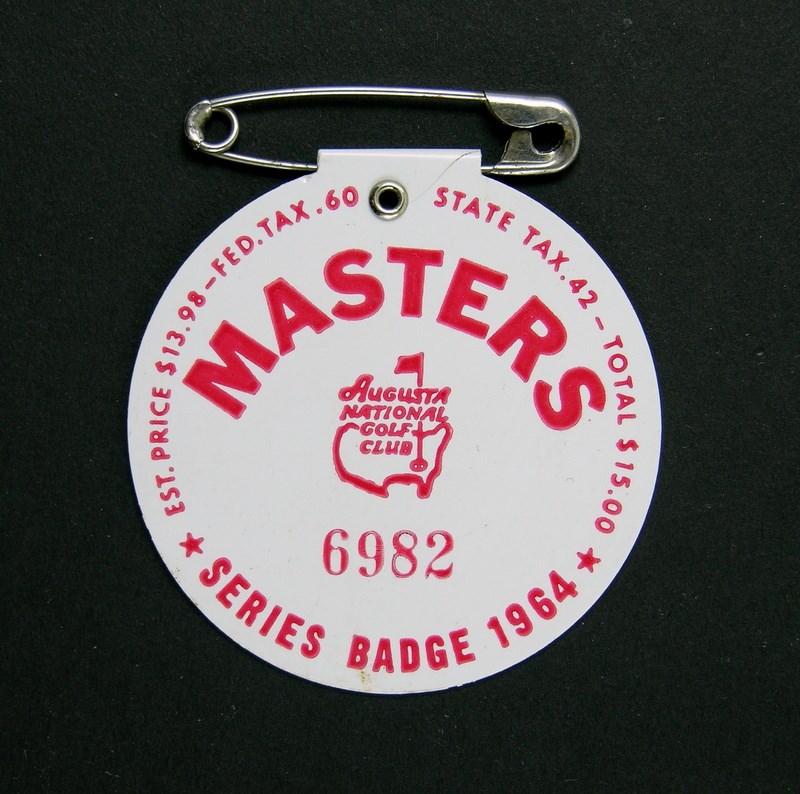 EST. PRICE $13.98-FED.TAX.60 STATE TAX.42-TOTAL $15.00
MASTERS
AUGUSTA
NATIONAL
GOLF
CLUB
6982
★ SERIES BADGE 1964 ★